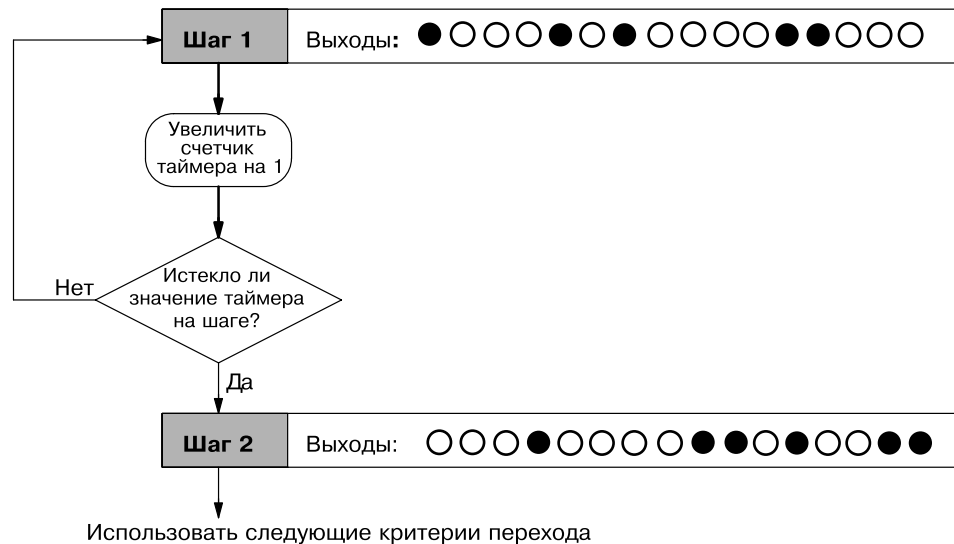 Шаг 1
Выходы:
Увеличить
счетчик
таймера на 1
Истекло ли
значение таймера
на шаге?
Нет
Да
Шаг 2
Выходы:
Использовать следующие критерии перехода